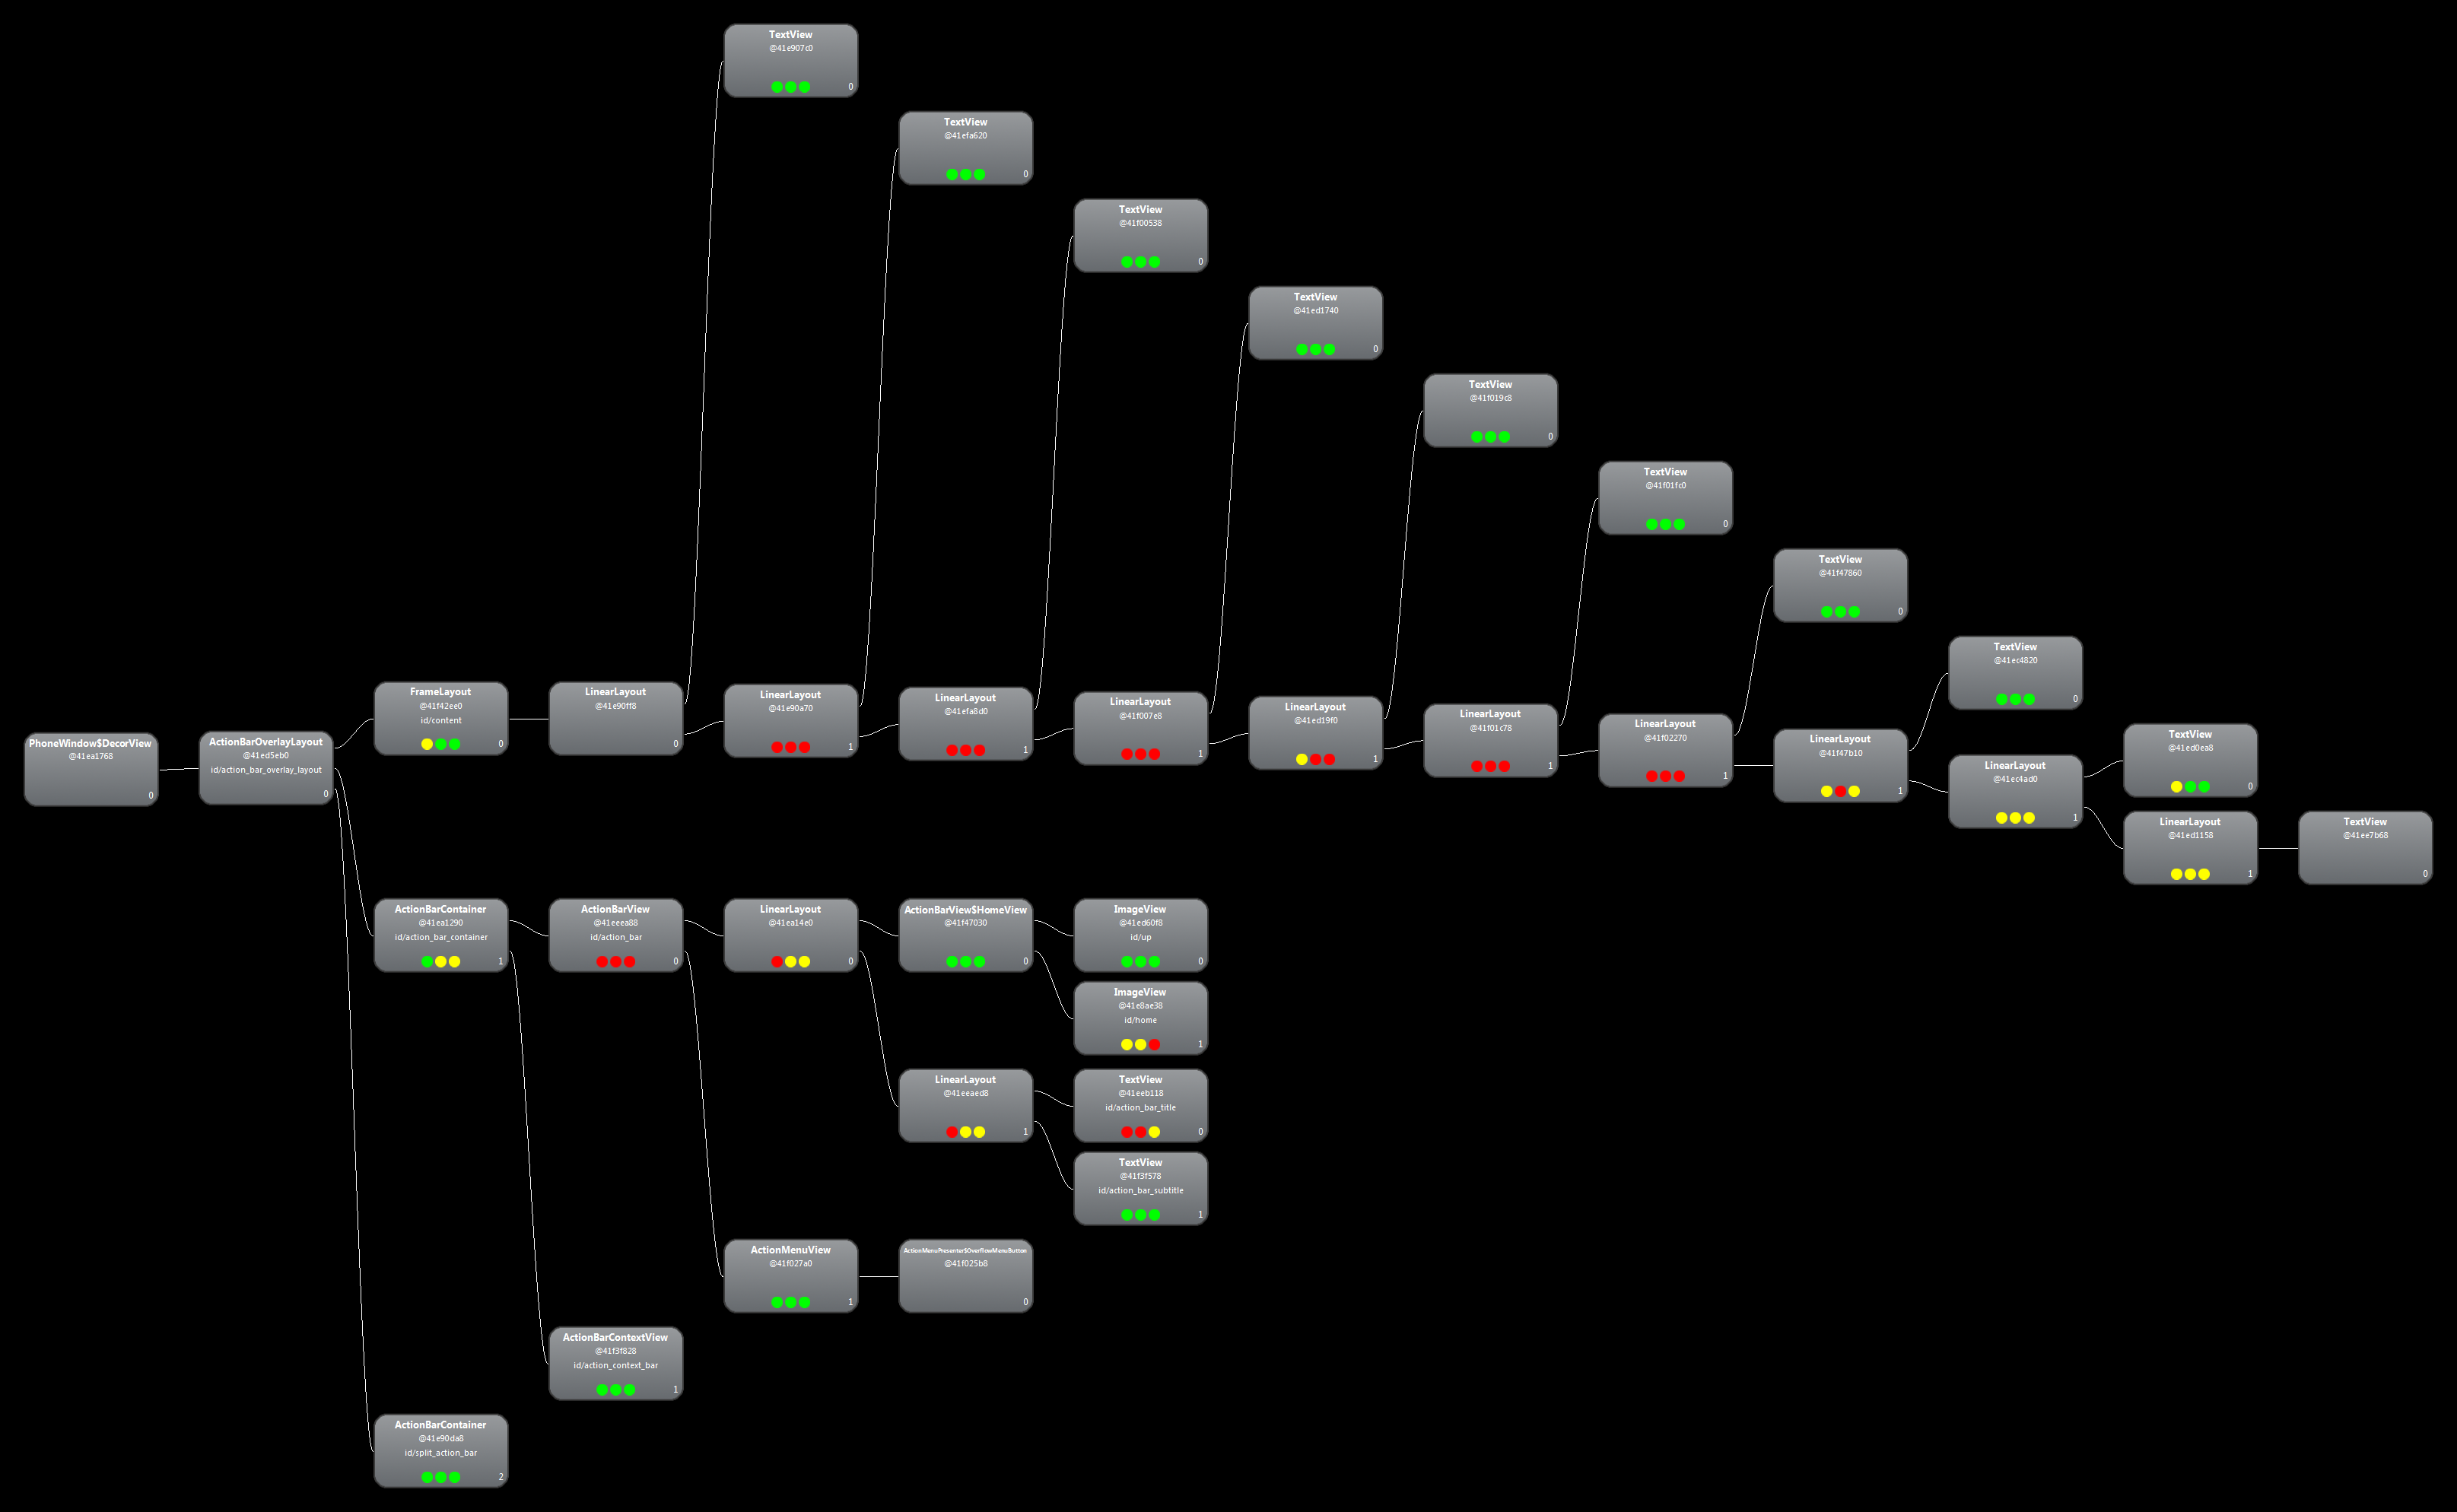 TextView
@41e907c0
0
TextView
@41efa620
0
TextView
@41f00538
0
TextView
@41ed1740
0
TextView
@41f019c8
0
TextView
@41f01fc0
0
TextView
@41f47860
0
TextView
@41ec4820
0
FrameLayout
@41f42ee0
id/content
0
LinearLayout
@41e90ff8
0
LinearLayout
@41e90a70
1
LinearLayout
@41efa8d0
1
LinearLayout
@41f007e8
1
LinearLayout
@41ed19f0
1
LinearLayout
@41f01c78
1
LinearLayout
@41f02270
1
LinearLayout
@41f47b10
1
LinearLayout
@41ec4ad0
1
TextView
@41ed0ea8
0
PhoneWindow$DecorView
@41ea1768
0
ActionBarOverlayLayout
@41ed5eb0
id/action_bar_overlay_layout
0
LinearLayout
@41ed1158
1
TextView
@41ee7b68
0
ActionBarContainer
@41ea1290
id/action_bar_container
1
ActionBarView
@41eeea88
id/action_bar
0
LinearLayout
@41ea14e0
0
ActionBarView$HomeView
@41f47030
0
ImageView
@41ed60f8
id/up
0
ImageView
@41e8ae38
id/home
1
LinearLayout
@41eeaed8
1
TextView
@41eeb118
id/action_bar_title
0
TextView
@41f3f578
id/action_bar_subtitle
1
ActionMenuView
@41f027a0
1
ActionMenuPresenter$OverflowMenuButton
@41f025b8
0
ActionBarContextView
@41f3f828
id/action_context_bar
1
ActionBarContainer
@41e90da8
id/split_action_bar
2